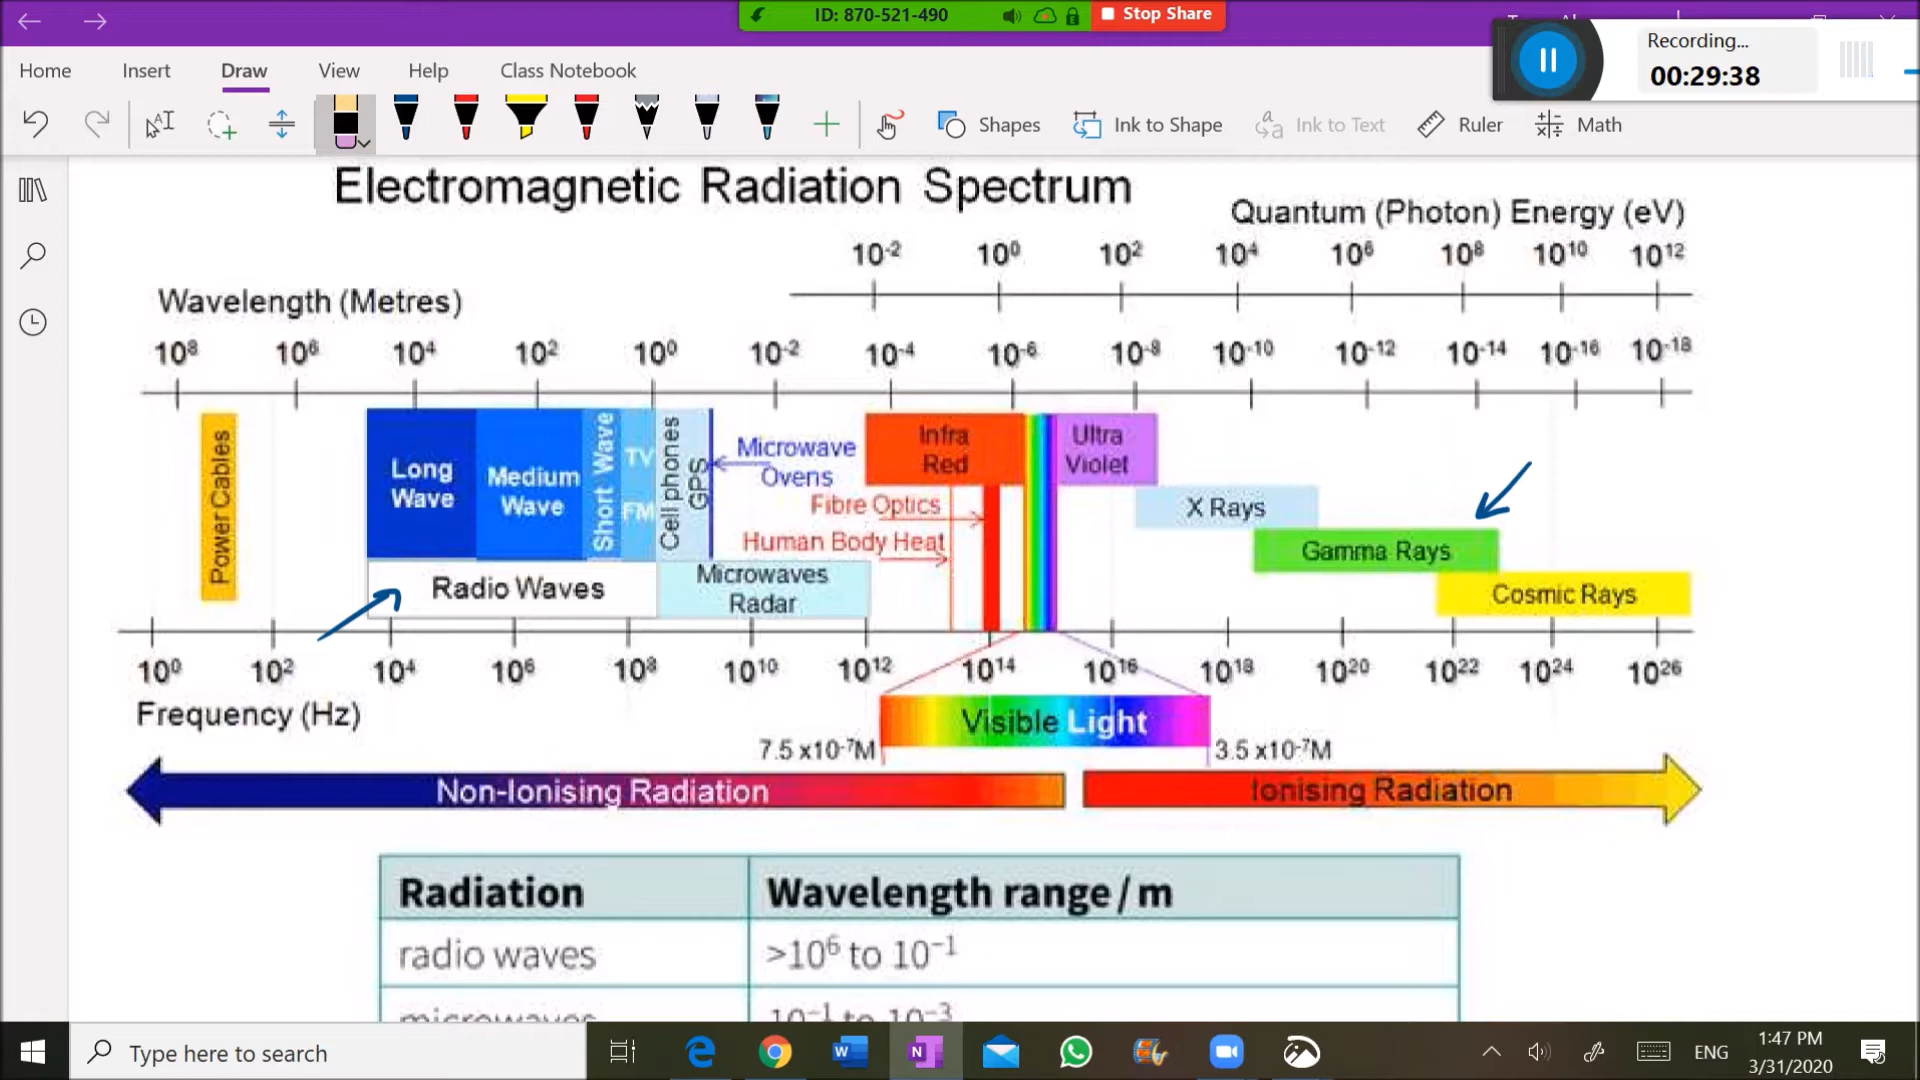 ID: 870-521-490
Stop Share
Recording...
00:29:38
Home Insert Draw View Help Class Notebook
Shapes Ink to Shape Ink to Text Ruler Math
Electromagnetic Radiation Spectrum
Quantum (Photon) Energy (eV)
10⁻² 10⁰ 10² 10⁴ 10⁶ 10⁸ 10¹⁰ 10¹²
Wavelength (Metres)
10⁸ 10⁶ 10⁴ 10² 10⁰ 10⁻² 10⁻⁴ 10⁻⁶ 10⁻⁸ 10⁻¹⁰ 10⁻¹² 10⁻¹⁴ 10⁻¹⁶ 10⁻¹⁸
Power Cables
Long
Wave
Medium
Wave
Short Wave
TV
FM
Cell phones
GPS
Microwave
Ovens
Infra
Red
Ultra
Violet
Fibre Optics
Human Body Heat
X Rays
Gamma Rays
Cosmic Rays
Radio Waves
Microwaves
Radar
10⁰ 10² 10⁴ 10⁶ 10⁸ 10¹⁰ 10¹² 10¹⁴ 10¹⁶ 10¹⁸ 10²⁰ 10²² 10²⁴ 10²⁶
Frequency (Hz)
Visible Light
7.5 x10⁻⁷M 3.5 x10⁻⁷M
Non-Ionising Radiation
Ionising Radiation
Radiation Wavelength range / m
radio waves >10⁶ to 10⁻¹
microwaves 10⁻¹ to 10⁻³
Type here to search
ENG
1:47 PM
3/31/2020